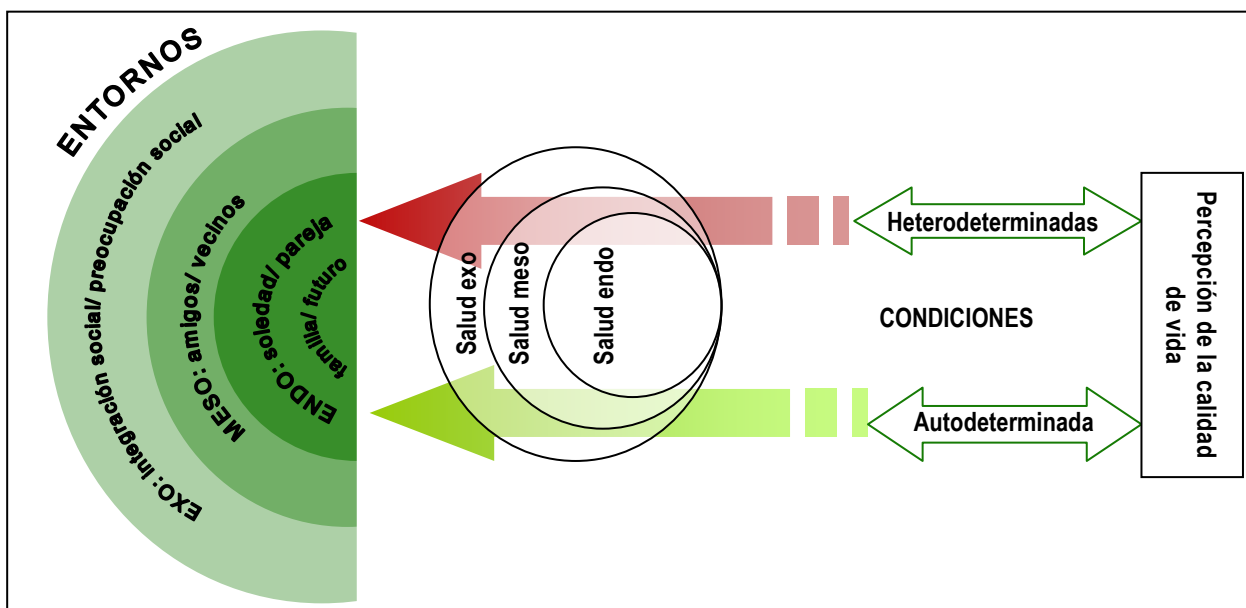 ENTORNOS
EXO: Integración social/ preocupación social
MESO: amigos/ vecinos
ENDO: soledad/ pareja
familia/ futuro
Salud exo
Salud meso
Salud endo
Heterodeterminadas
CONDICIONES
Autodeterminada
Percepción de la calidad
de vida